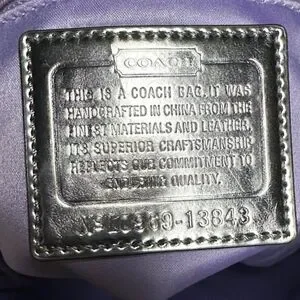 COACH
THIS IS A COACH BAG. IT WAS
HANDCRAFTED IN CHINA FROM THE
FINEST MATERIALS AND LEATHER.
ITS SUPERIOR CRAFTSMANSHIP
REFLECTS OUR COMMITMENT TO
ENDURING QUALITY.
-13843